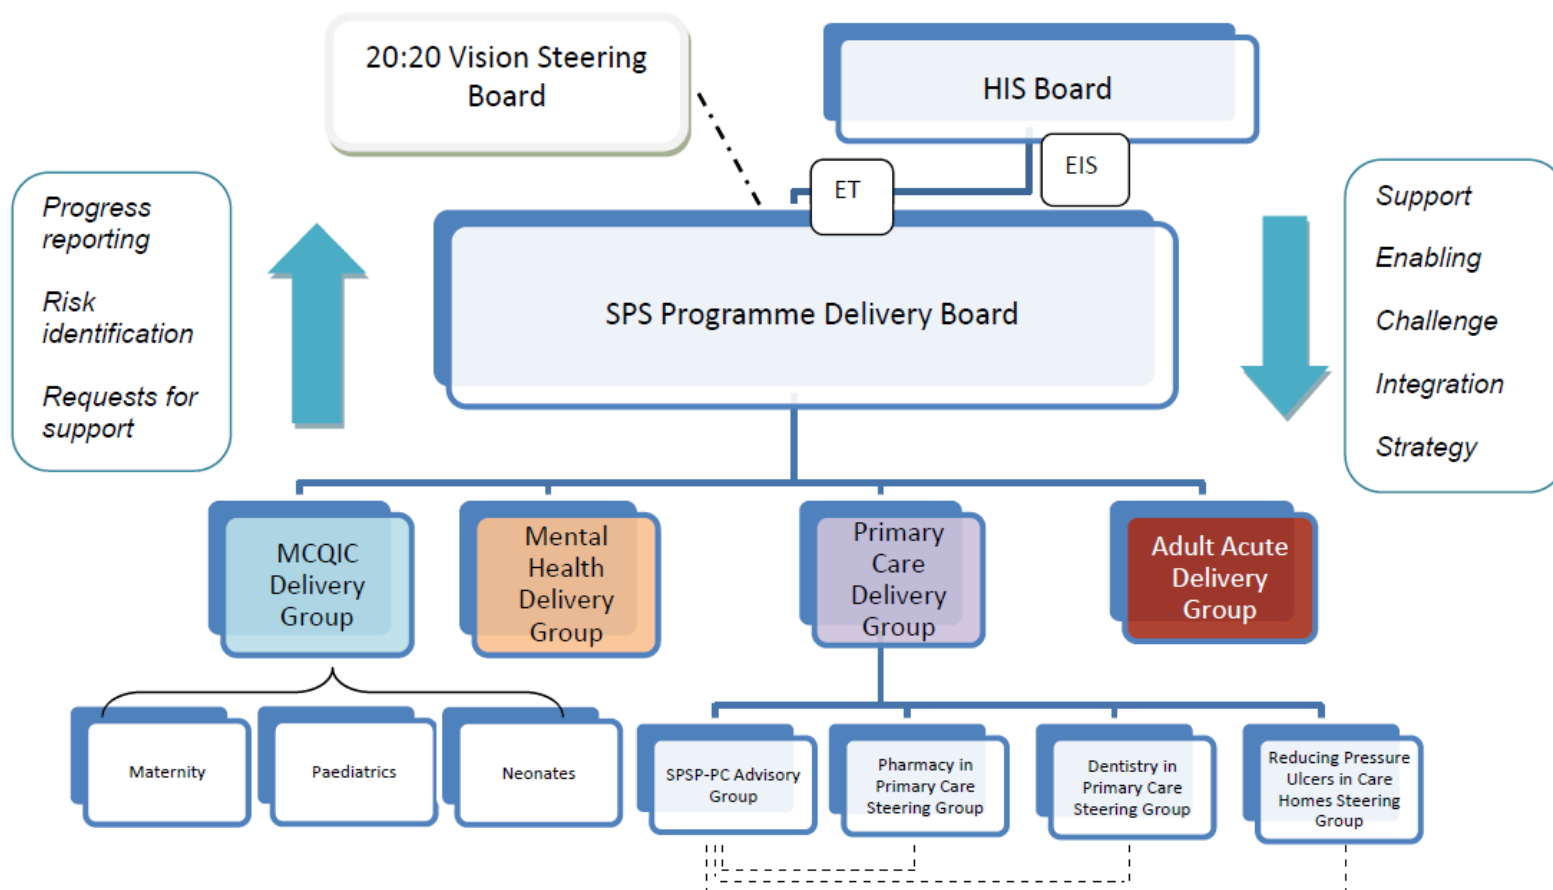 20:20 Vision Steering
Board
HIS Board
ET
EIS
Progress
reporting
Risk
identification
Requests for
support
SPS Programme Delivery Board
Support
Enabling
Challenge
Integration
Strategy
MCQIC
Delivery
Group
Mental
Health
Delivery
Group
Primary
Care
Delivery
Group
Adult Acute
Delivery
Group
Maternity
Paediatrics
Neonates
SPSP-PC Advisory
Group
Pharmacy in
Primary Care
Steering Group
Dentistry in
Primary Care
Steering Group
Reducing Pressure
Ulcers in Care
Homes Steering
Group